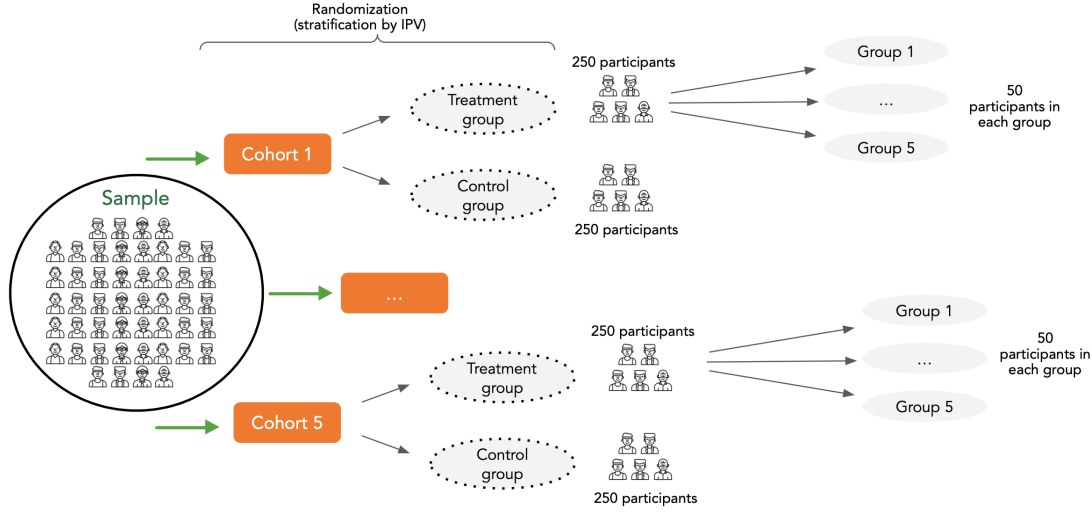 Randomization
(stratification by IPV)
250 participants
Group 1
Treatment
group
...
50
participants in
each group
Cohort 1
Group 5
Sample
Control
group
250 participants
...
250 participants
Group 1
Treatment
group
...
50
participants in
each group
Cohort 5
Group 5
Control
group
250 participants